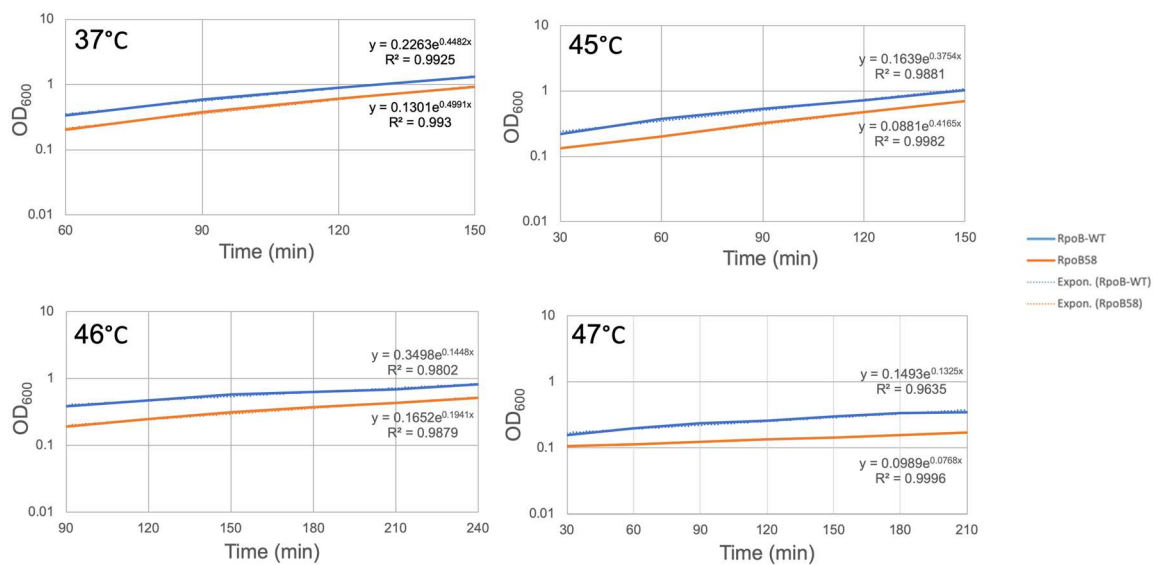 37°C
y = 0.2263e^0.4482x
R² = 0.9925
y = 0.1301e^0.4991x
R² = 0.993
10
1
0.1
0.01
OD600
60 90 120 150
Time (min)
45°C
y = 0.1639e^0.3754x
R² = 0.9881
y = 0.0881e^0.4165x
R² = 0.9982
10
1
0.1
0.01
OD600
30 60 90 120 150
Time (min)
RpoB-WT
RpoB58
Expon. (RpoB-WT)
Expon. (RpoB58)
46°C
y = 0.3498e^0.1448x
R² = 0.9802
y = 0.1652e^0.1941x
R² = 0.9879
10
1
0.1
0.01
OD600
90 120 150 180 210 240
Time (min)
47°C
y = 0.1493e^0.1325x
R² = 0.9635
y = 0.0989e^0.0768x
R² = 0.9996
10
1
0.1
0.01
OD600
30 60 90 120 150 180 210
Time (min)